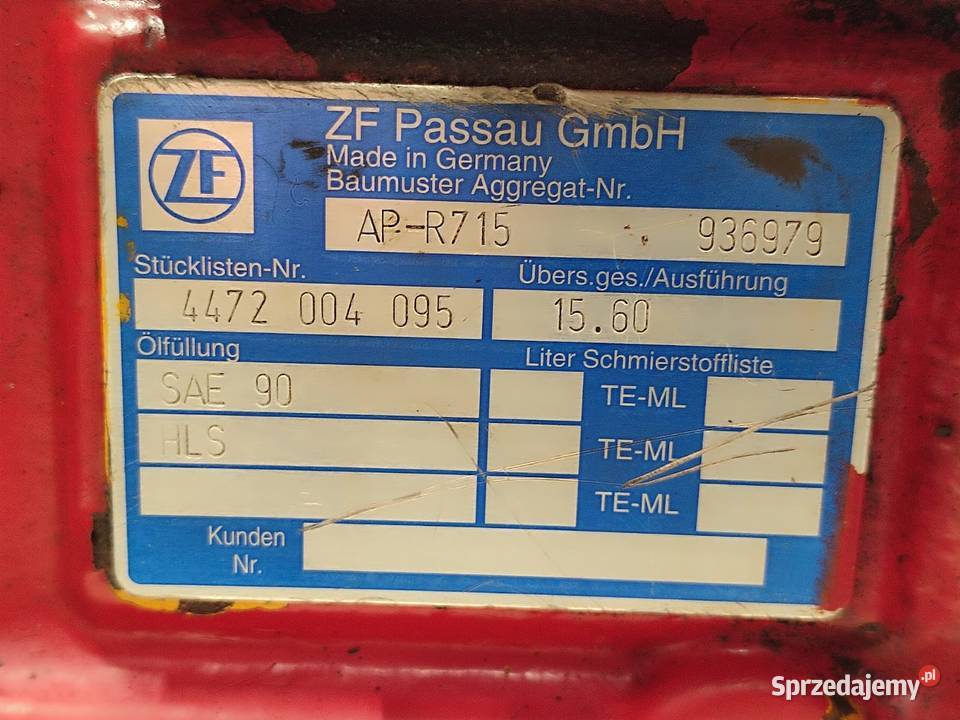 ZF
ZF Passau GmbH
Made in Germany
Baumuster Aggregat-Nr.
AP-R715 936979
Stücklisten-Nr. Übers.ges./Ausführung
4472 004 095 15.60
Ölfüllung Liter Schmierstoffliste
SAE 90 TE-ML
HLS TE-ML
TE-ML
Kunden
Nr.
Sprzedajemy.pl